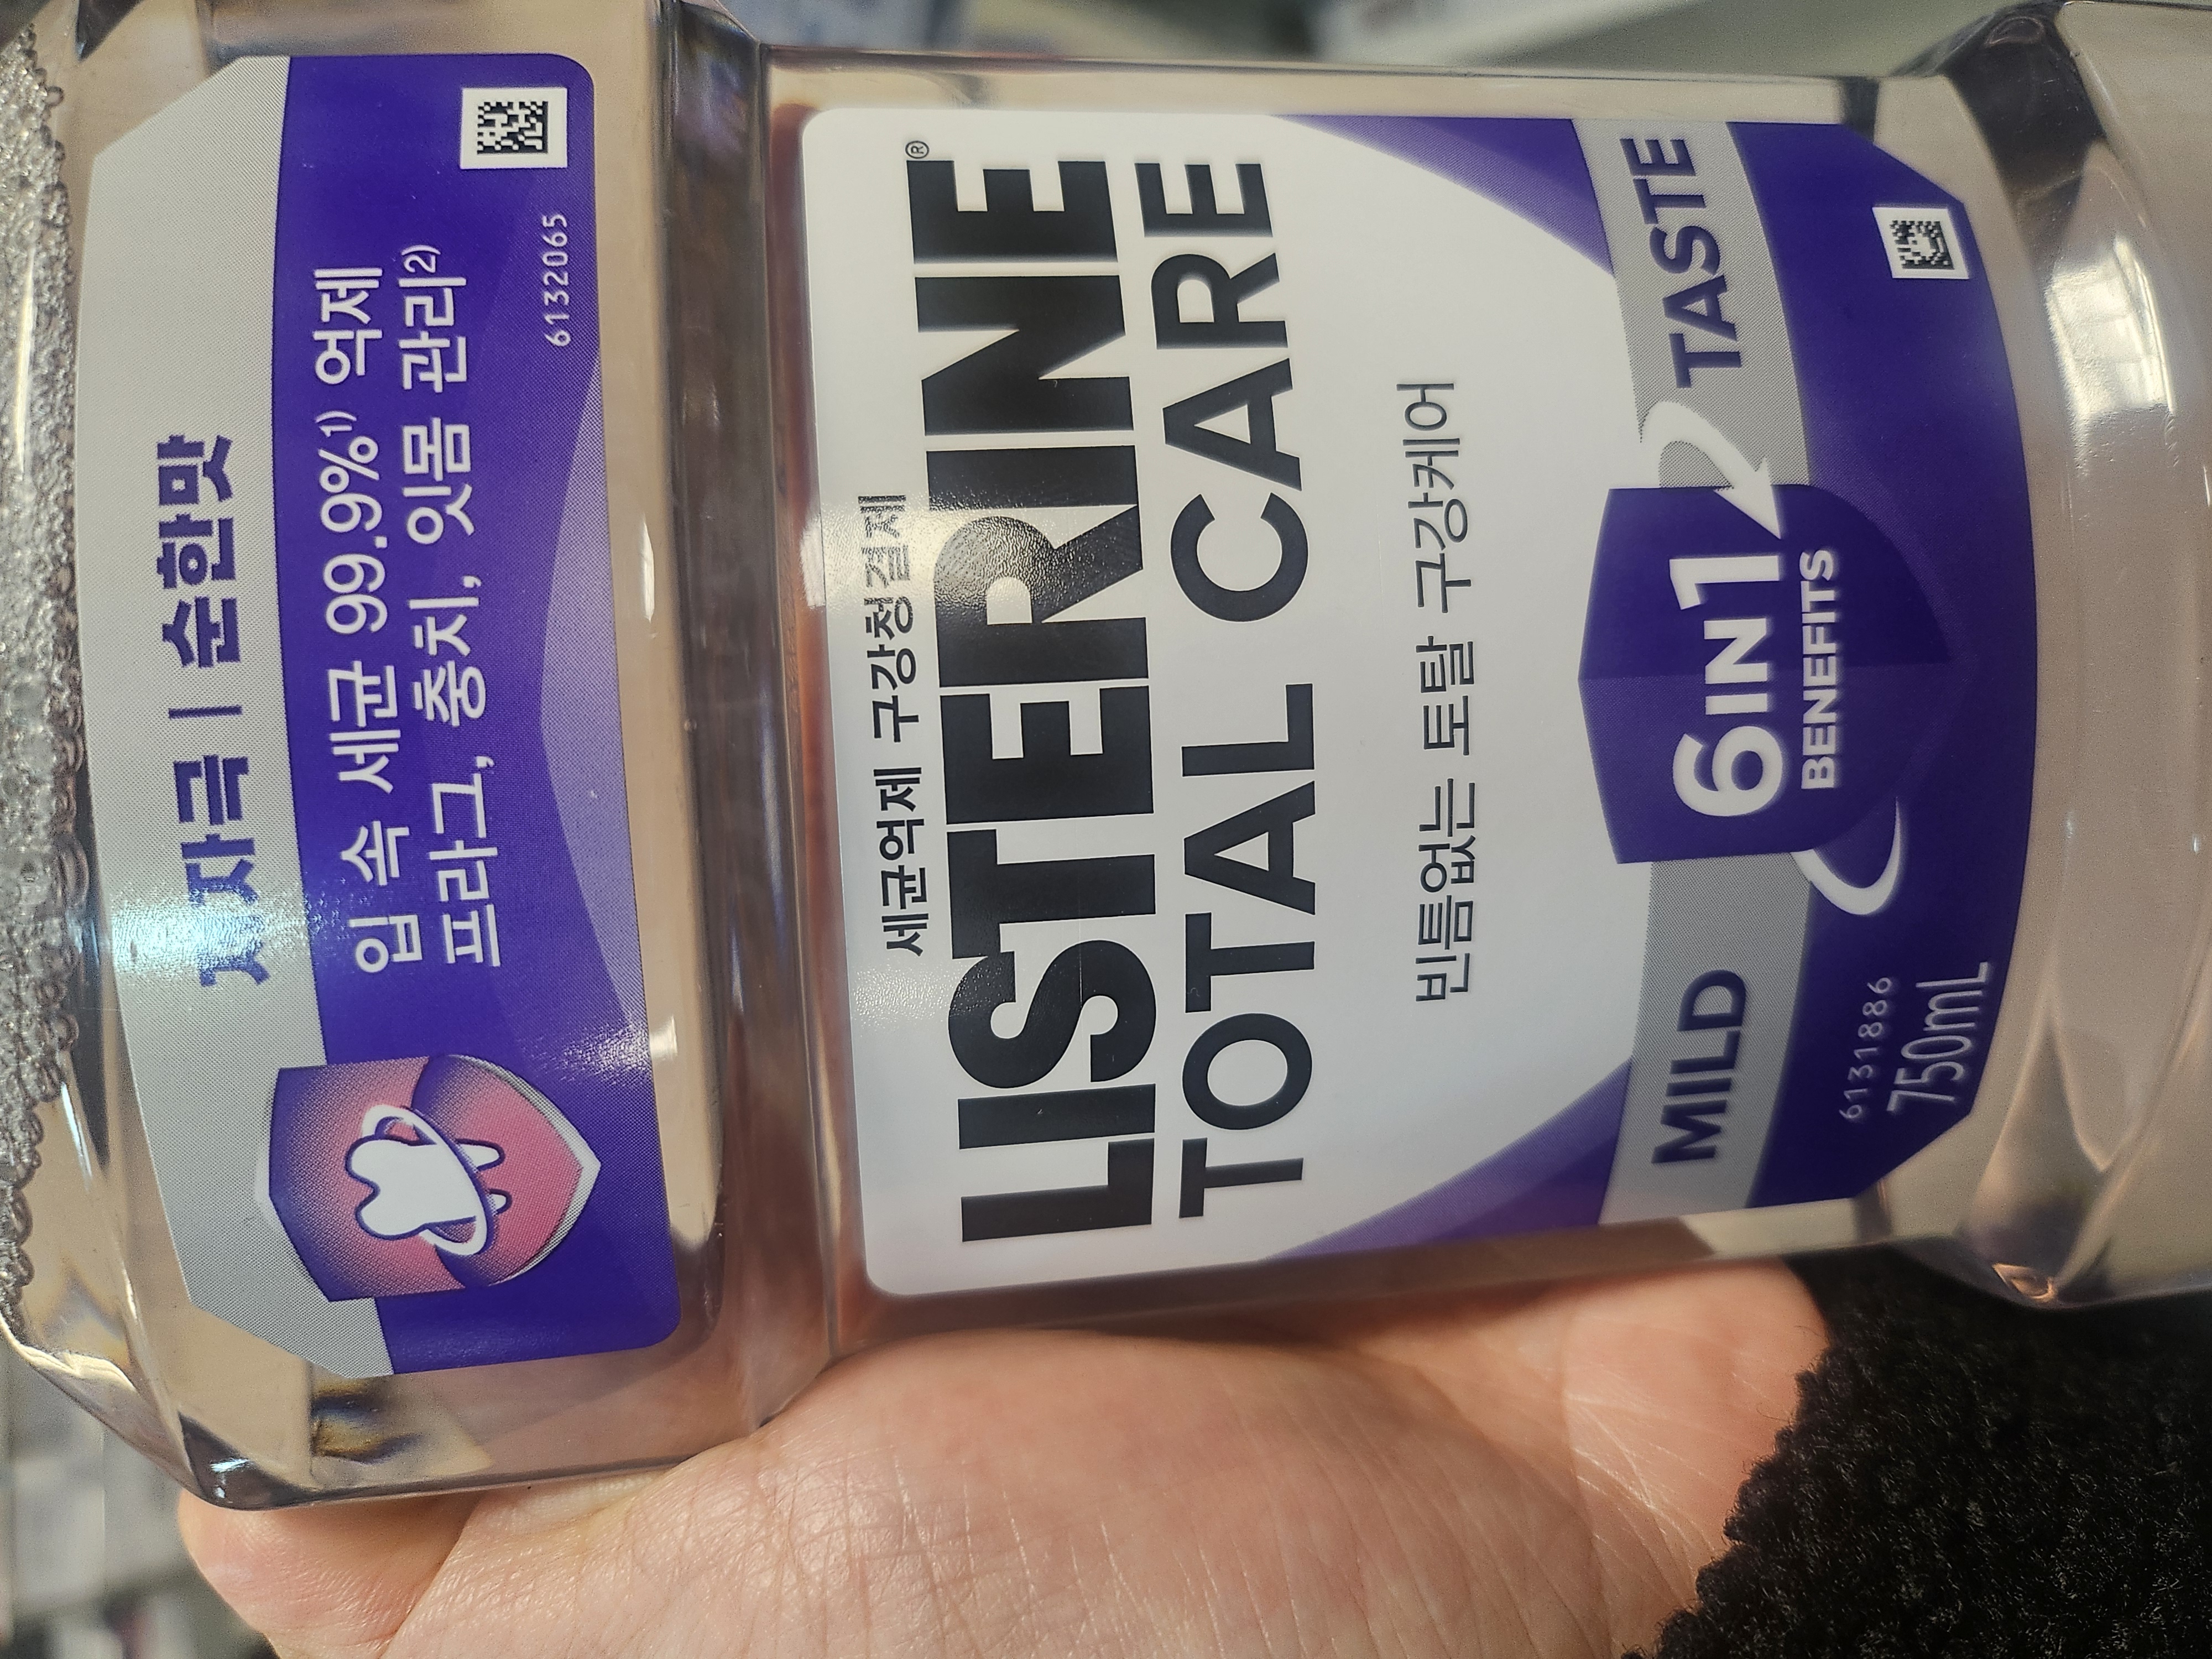 저자극 | 순한맛
입 속 세균 99.9%¹⁾ 억제
프라그, 충치, 잇몸 관리²⁾
6132065
세균억제 구강청결제
LISTERINE®
TOTAL CARE
빈틈없는 토탈 구강케어
MILD
6IN1
BENEFITS
TASTE
6131886
750mL